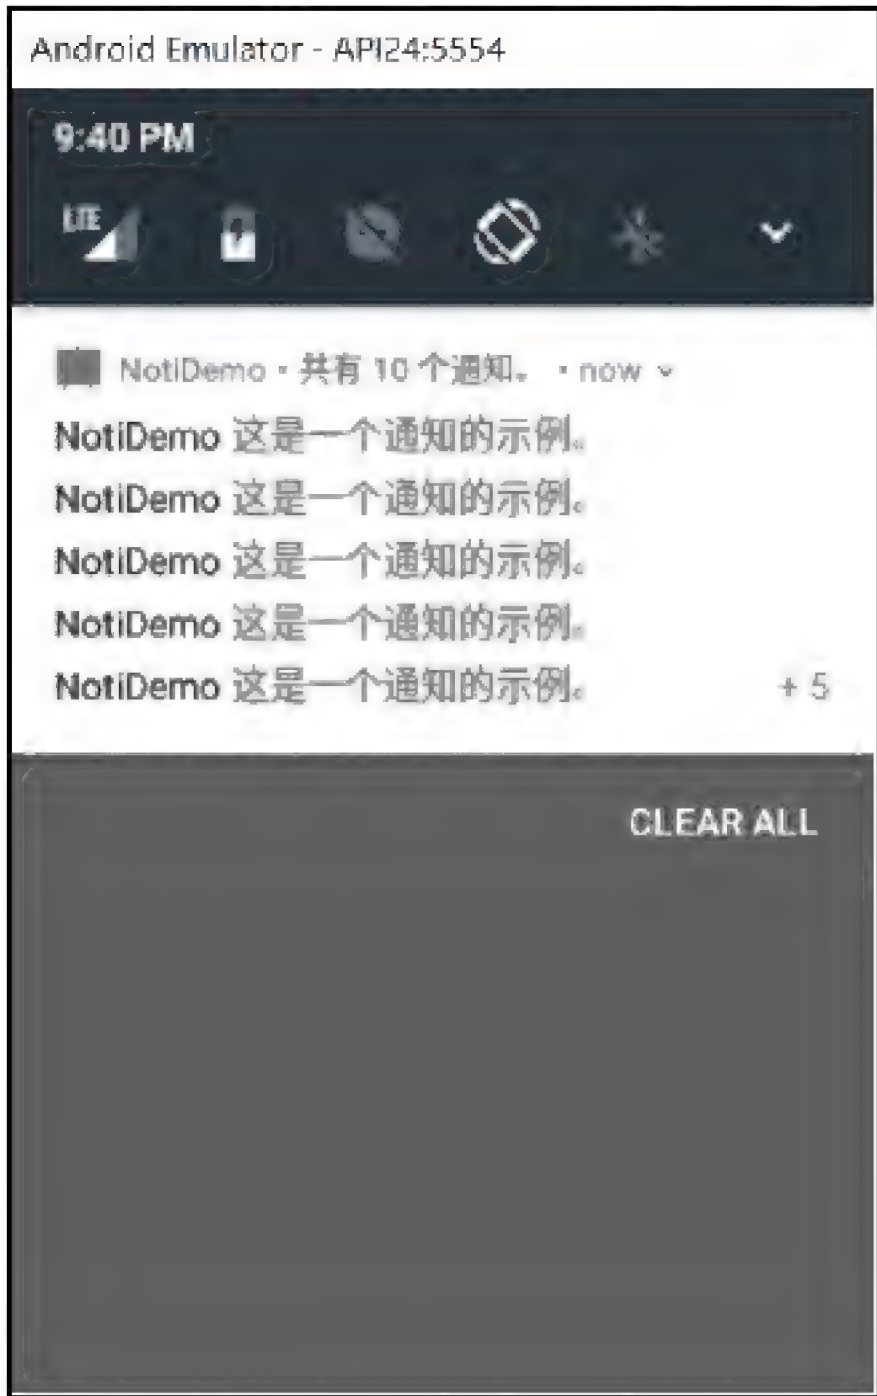 Android Emulator - API24:5554
9:40 PM
LTE
NotiDemo • 共有 10 个通知。 • now
NotiDemo 这是一个通知的示例。
NotiDemo 这是一个通知的示例。
NotiDemo 这是一个通知的示例。
NotiDemo 这是一个通知的示例。
NotiDemo 这是一个通知的示例。 + 5
CLEAR ALL